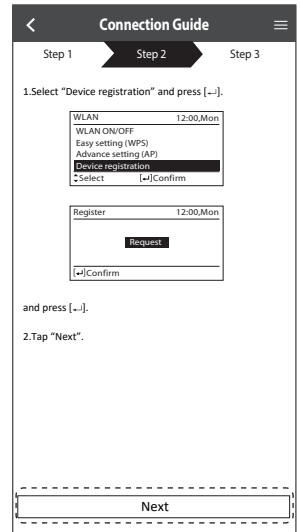 Connection Guide
Step 1 Step 2 Step 3
1.Select “Device registration” and press [↵].
WLAN 12:00,Mon
WLAN ON/OFF
Easy setting (WPS)
Advance setting (AP)
Device registration
Select [↵]Confirm
Register 12:00,Mon
Request
[↵]Confirm
and press [↵].
2.Tap “Next”.
Next